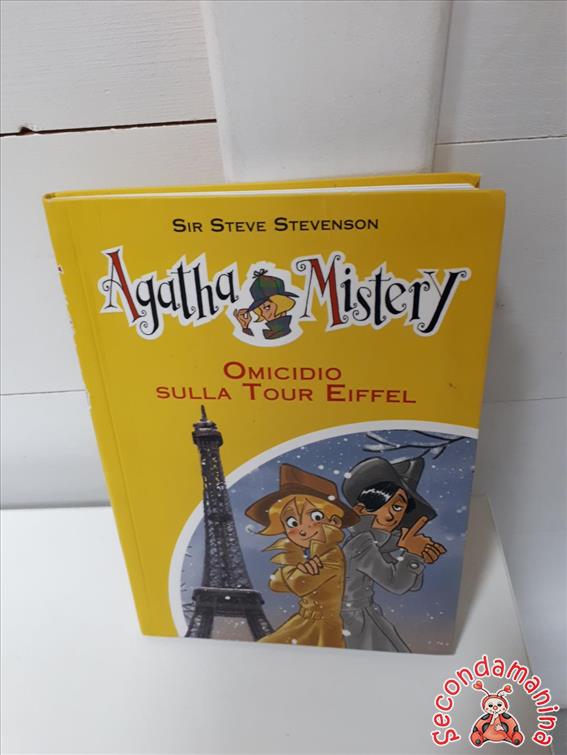 SIR STEVE STEVENSON
Agatha Mistery
OMICIDIO
SULLA TOUR EIFFEL
Secondamanina